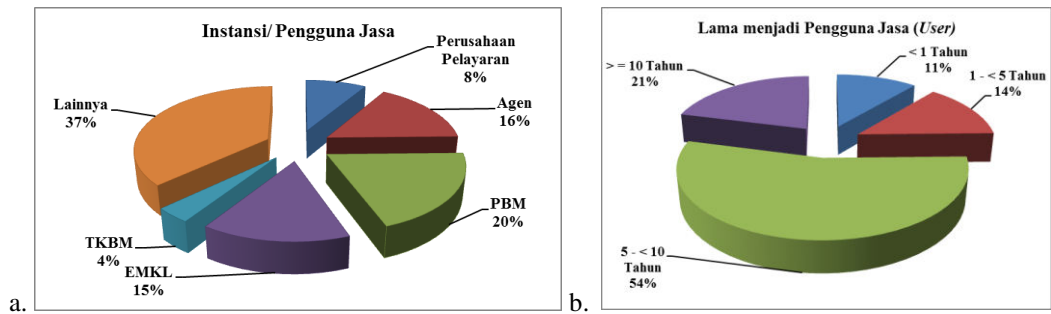 Instansi/ Pengguna Jasa
Perusahaan
Pelayaran
8%
Agen
16%
PBM
20%
EMKL
15%
TKBM
4%
Lainnya
37%
a.
Lama menjadi Pengguna Jasa (User)
< 1 Tahun
11%
1 - < 5 Tahun
14%
5 - < 10
Tahun
54%
> = 10 Tahun
21%
b.